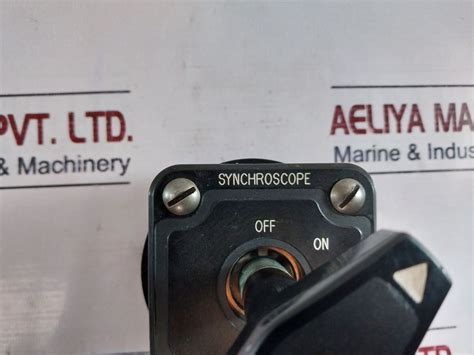 PVT. LTD.
& Machinery
AELIYA MA
Marine & Indus
SYNCHROSCOPE
OFF
ON